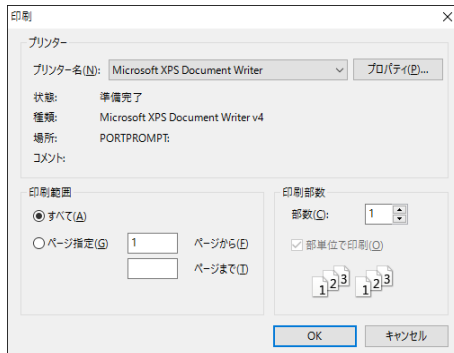 印刷
プリンター
プリンター名(N): Microsoft XPS Document Writer プロパティ(P)...
状態: 準備完了
種類: Microsoft XPS Document Writer v4
場所: PORTPROMPT:
コメント:
印刷範囲
すべて(A)
ページ指定(G) 1 ページから(F)
ページまで(T)
印刷部数
部数(C): 1
部単位で印刷(O)
1 2 3 1 2 3
OK キャンセル